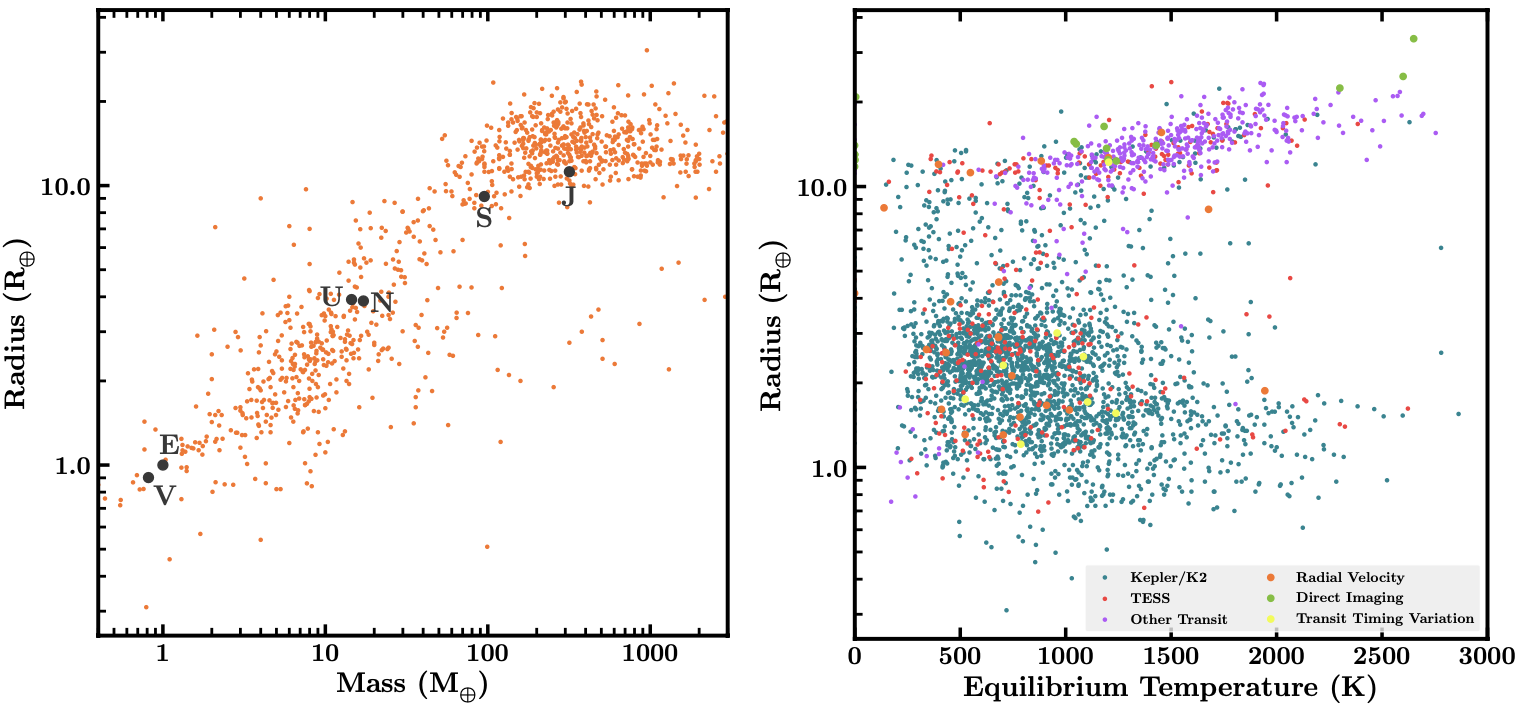 Radius (R⊕)
10.0
1.0
1
10
100
1000
Mass (M⊕)
V
E
U
N
S
J
Radius (R⊕)
10.0
1.0
0
500
1000
1500
2000
2500
3000
Equilibrium Temperature (K)
Kepler/K2
TESS
Other Transit
Radial Velocity
Direct Imaging
Transit Timing Variation